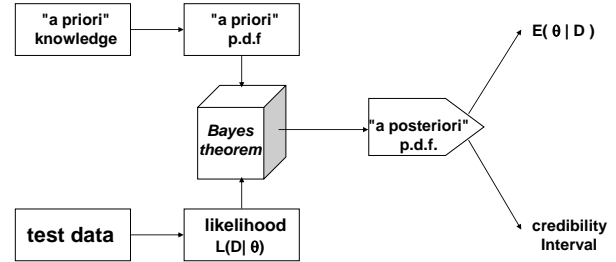 "a priori"
knowledge
"a priori"
p.d.f
E( θ | D )
Bayes
theorem
"a posteriori"
p.d.f.
test data
likelihood
L(D| θ)
credibility
Interval